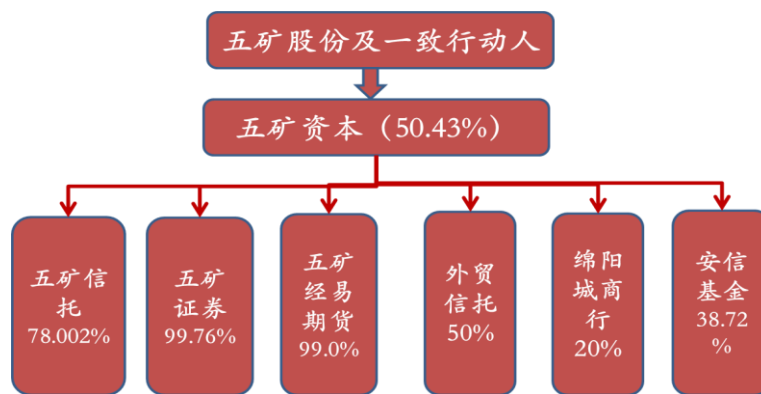 五矿股份及一致行动人
五矿资本（50.43%）
五矿信
托
78.002%
五矿
证券
99.76%
五矿
经易
期货
99.0%
外贸
信托
50%
绵阳
城商
行
20%
安信
基金
38.72
%